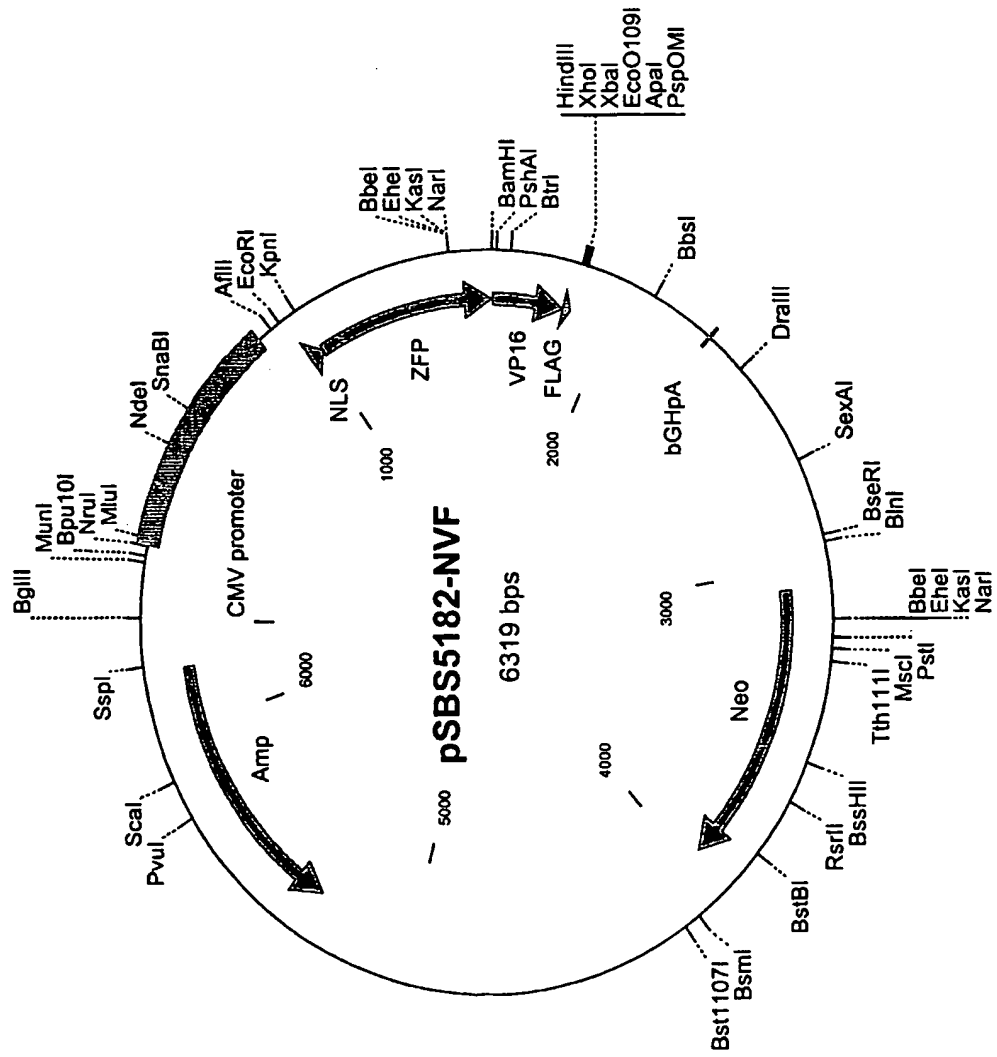 pSBS5182-NVF
6319 bps
BglII
MunI
Bpu10I
NruI
MluI
NdeI
SnaBI
AflII
EcoRI
KpnI
BbeI
EheI
KasI
NarI
BamHI
PshAI
BtrI
HindIII
XhoI
XbaI
EcoO109I
ApaI
PspOMI
BbsI
DraIII
SexAI
BseRI
BlnI
BbeI
EheI
KasI
NarI
PstI
MscI
Tth111I
BssHII
RsrII
BstBI
BsmI
Bst1107I
PvuI
ScaI
SspI
CMV promoter
NLS
ZFP
VP16
FLAG
bGHpA
Neo
Amp
1000
2000
3000
4000
5000
6000